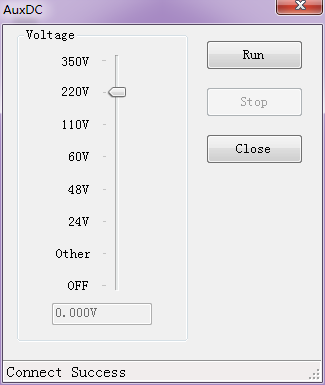 AuxDC
Voltage
350V
220V
110V
60V
48V
24V
Other
OFF
0.000V
Run
Stop
Close
Connect Success